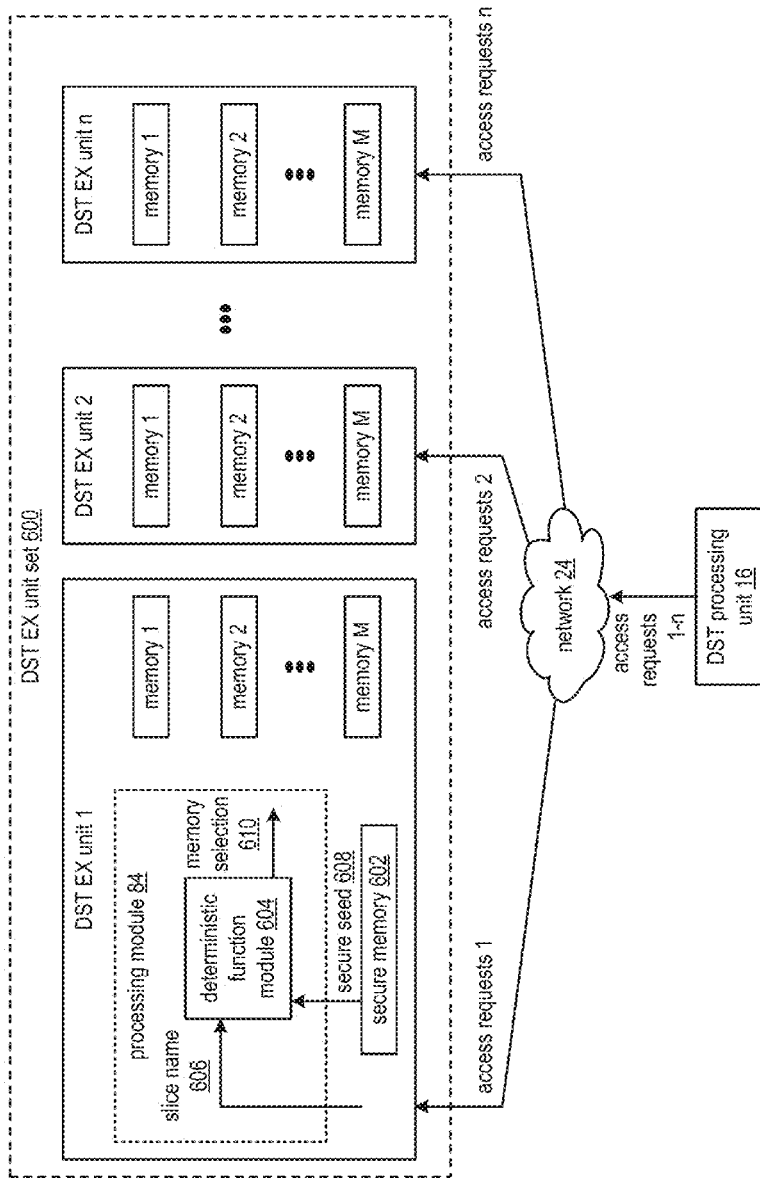 DST EX unit set 600
DST EX unit 1
processing module 84
slice name
606
deterministic
function
module 604
memory
selection
610
secure seed 608
secure memory 602
memory 1
memory 2
memory M
DST EX unit 2
memory 1
memory 2
memory M
DST EX unit n
memory 1
memory 2
memory M
access requests 1
access requests 2
access requests n
network 24
access
requests
1-n
DST processing
unit 16